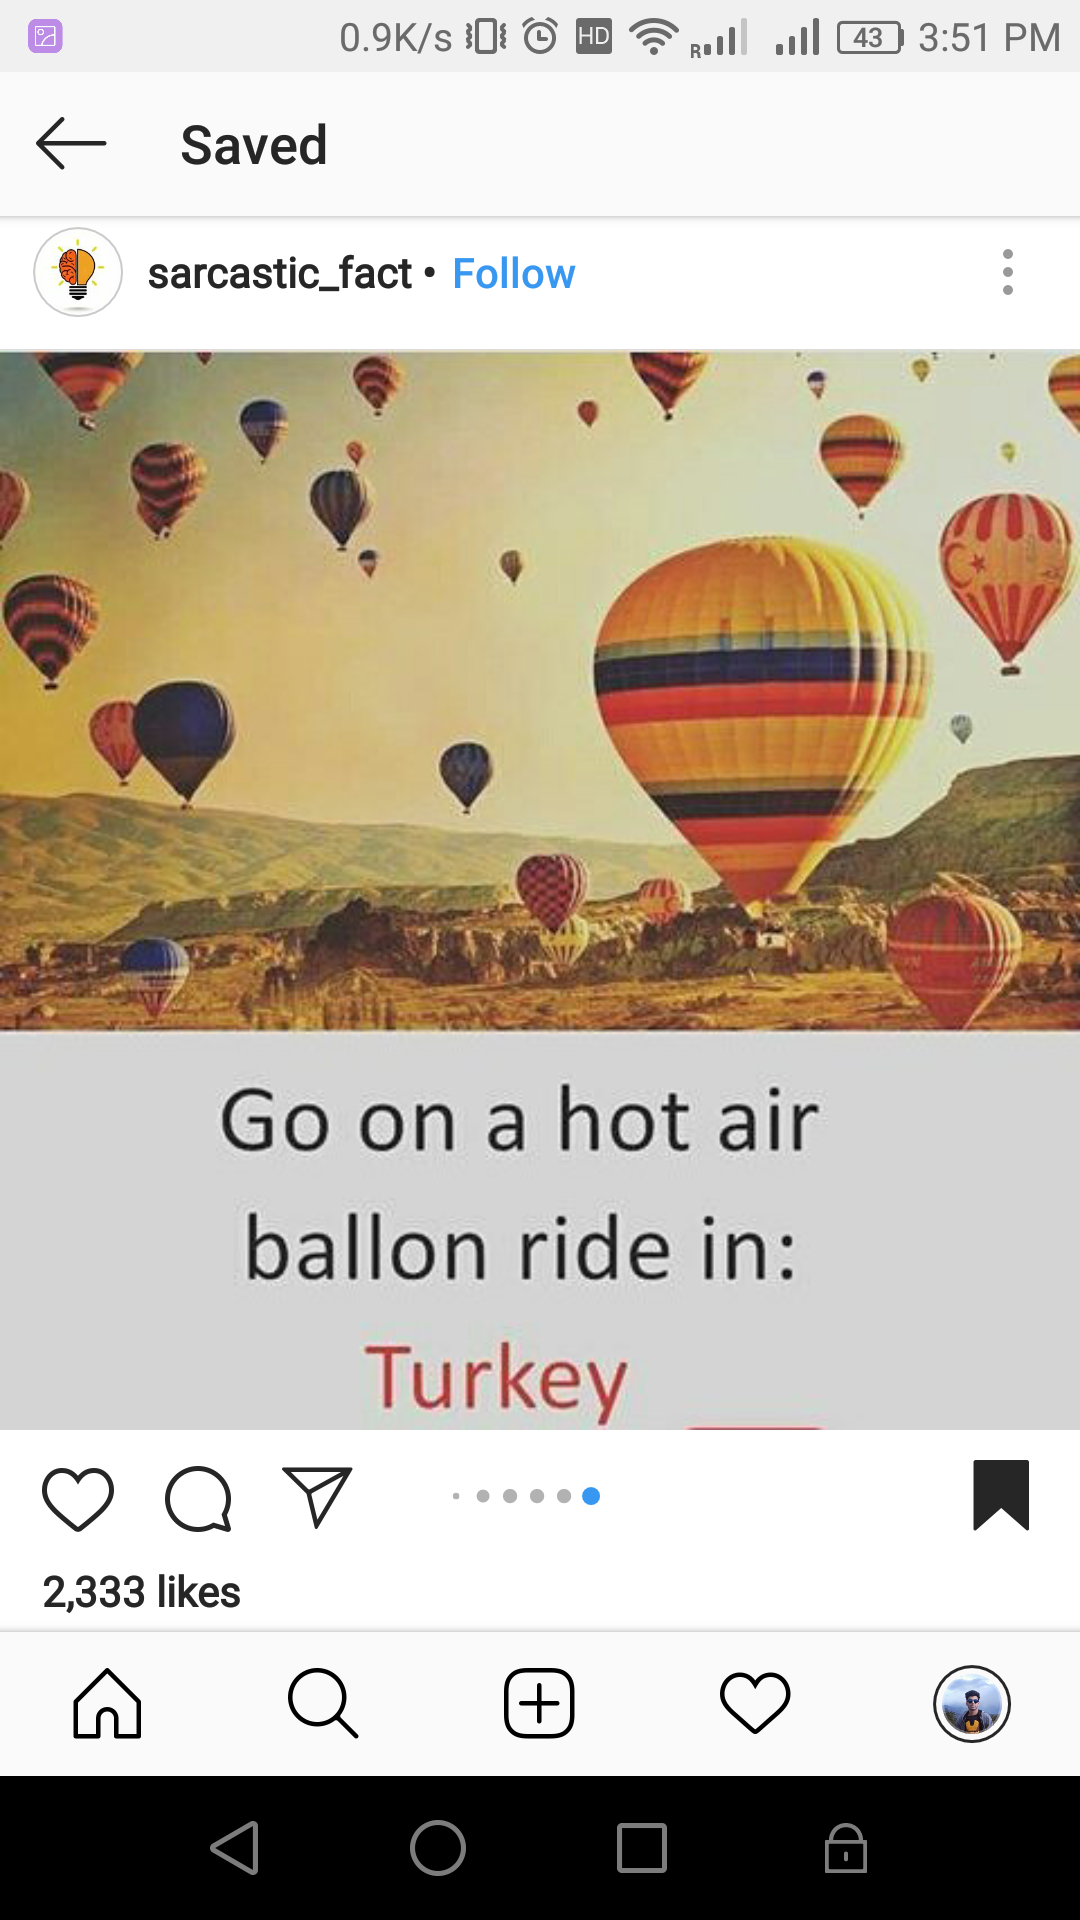 0.9K/s HD R 43 3:51 PM
Saved
sarcastic_fact • Follow
Go on a hot air
ballon ride in:
Turkey
2,333 likes